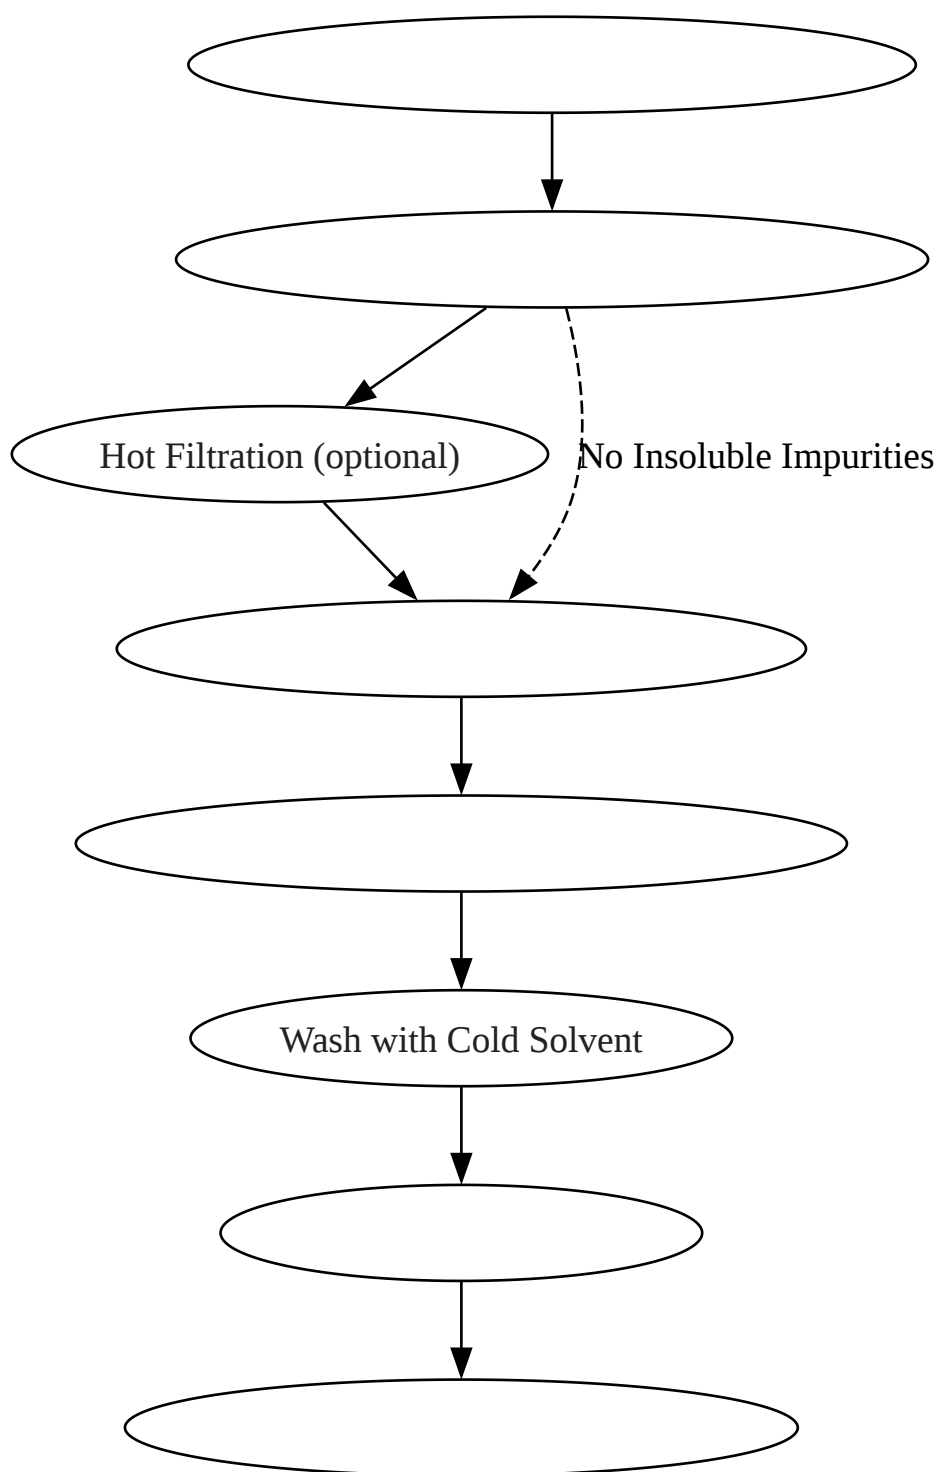 Hot Filtration (optional)
No Insoluble Impurities
Wash with Cold Solvent